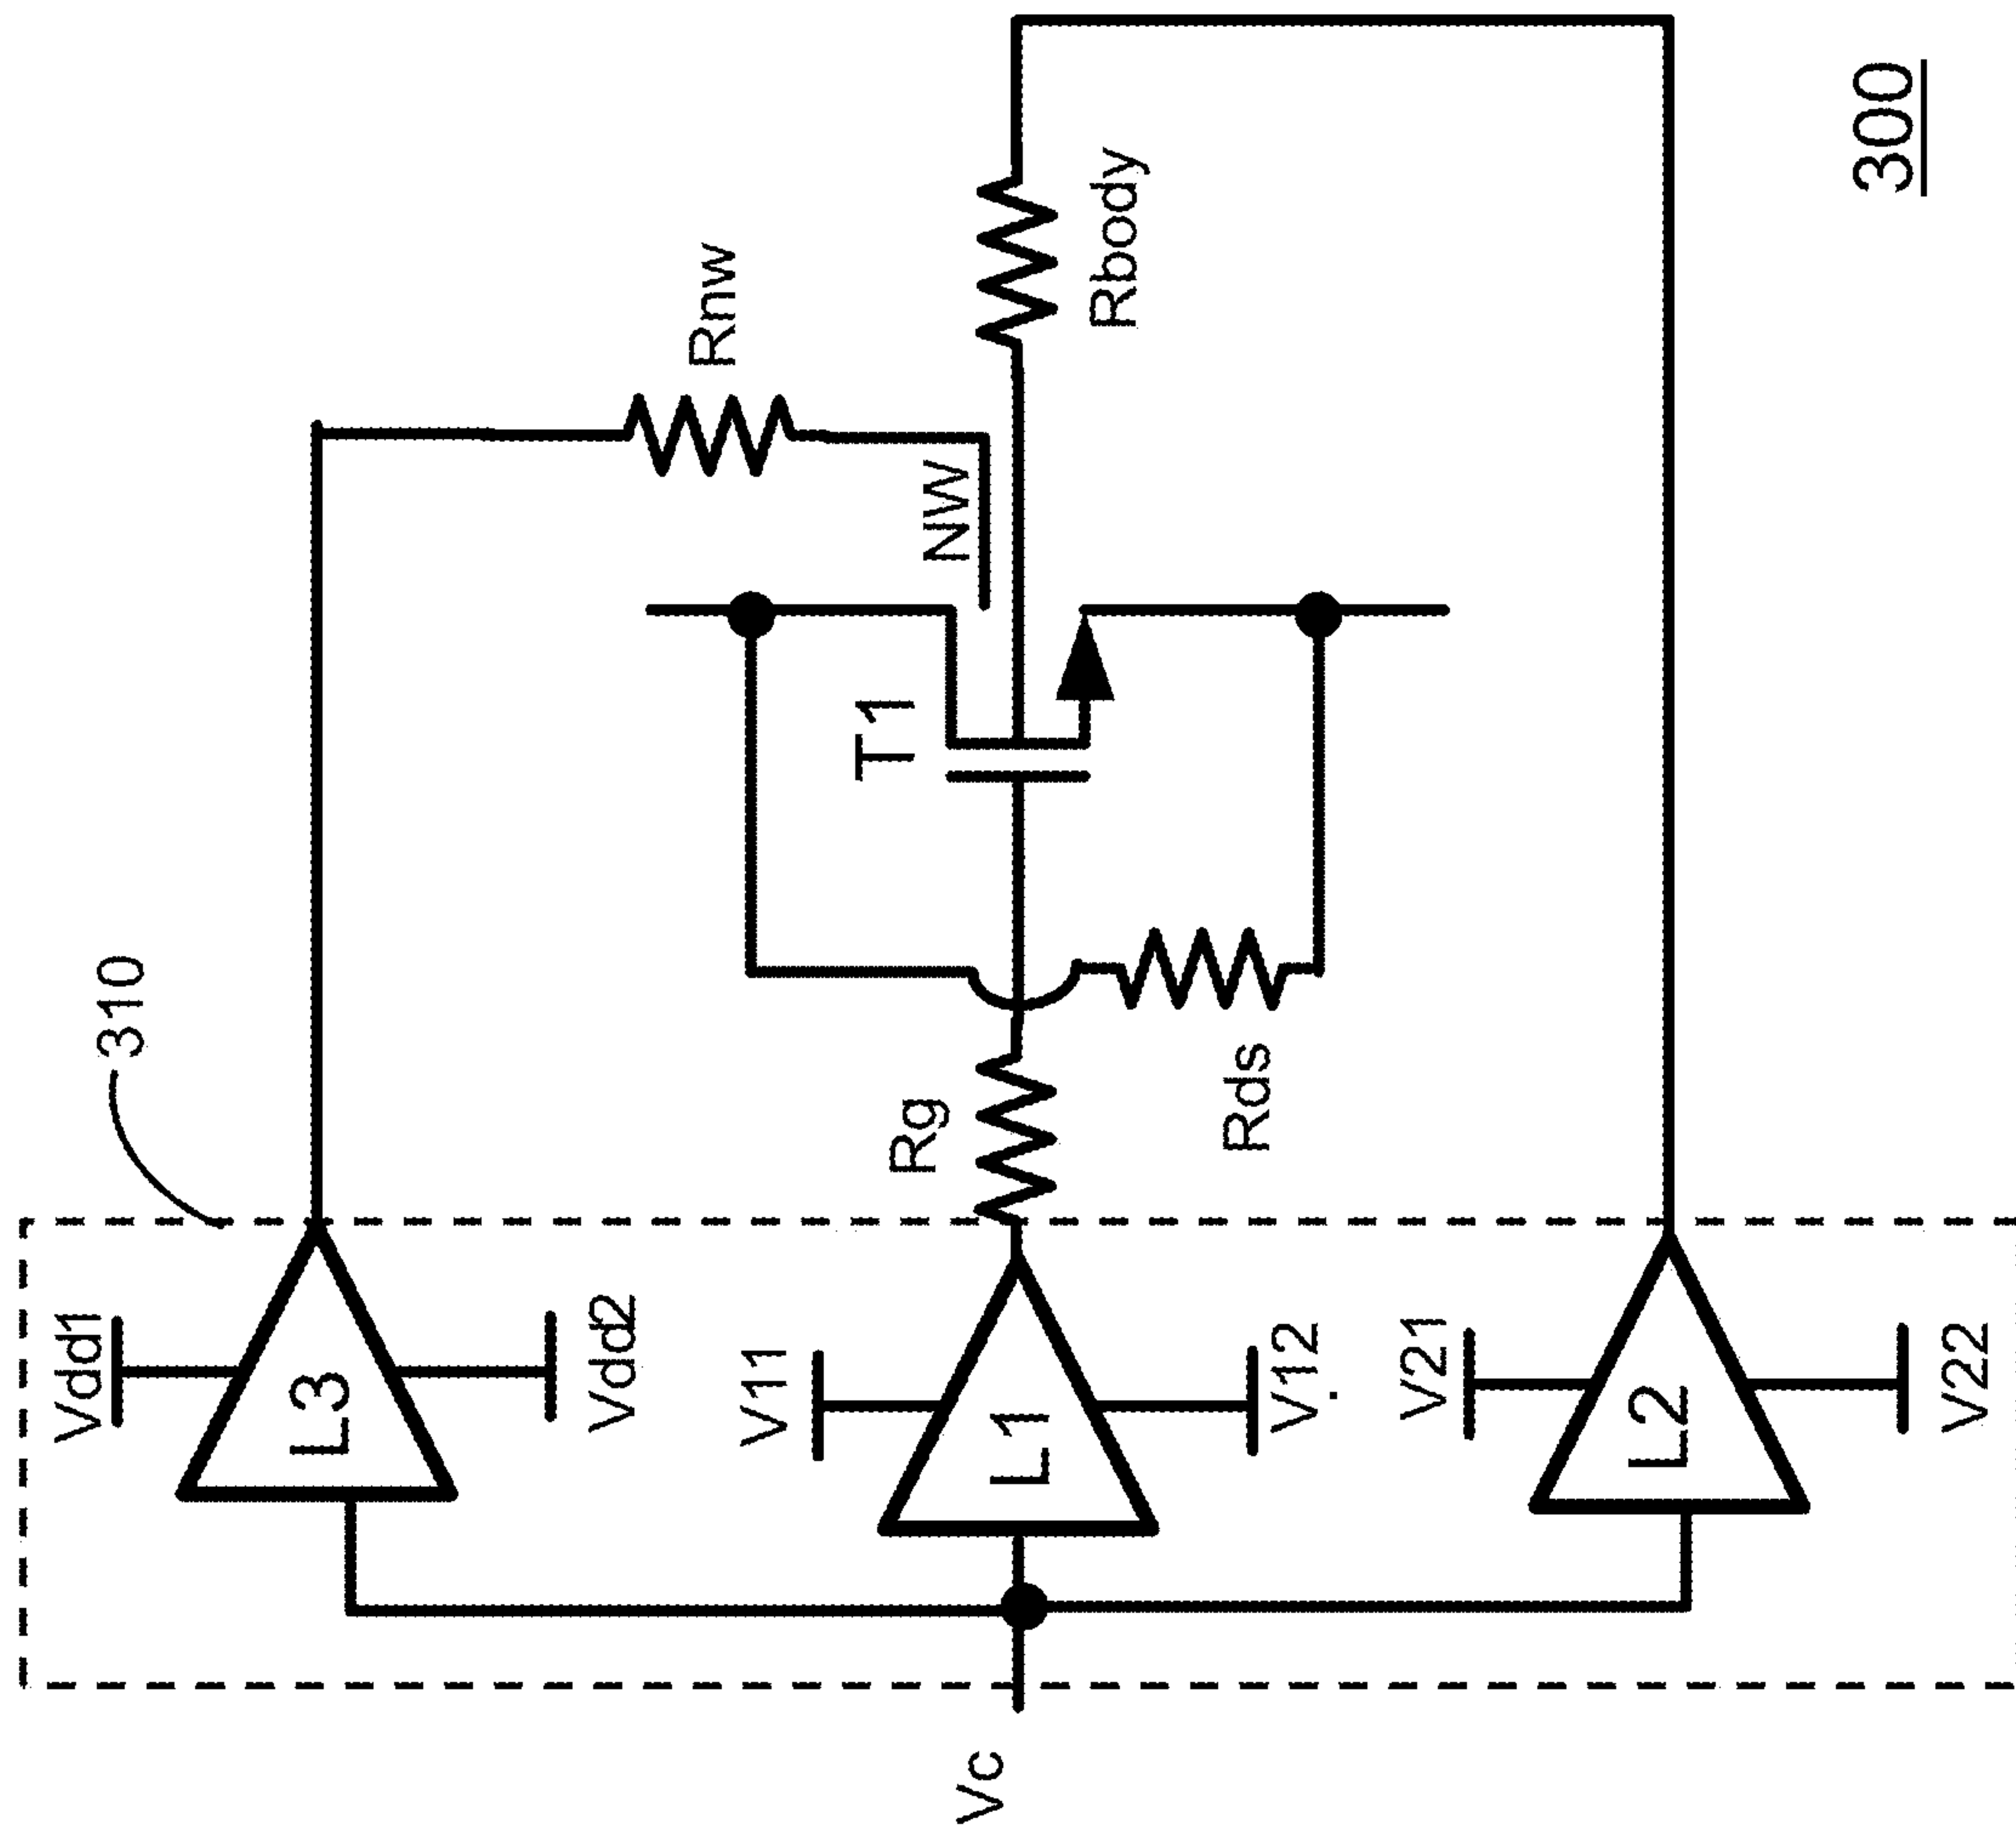 310
Vdd1
L3
Vdd2
Rnw
NW
T1
V11
L1
V12
Rg
Rds
Rbody
V21
L2
V22
Vc
300